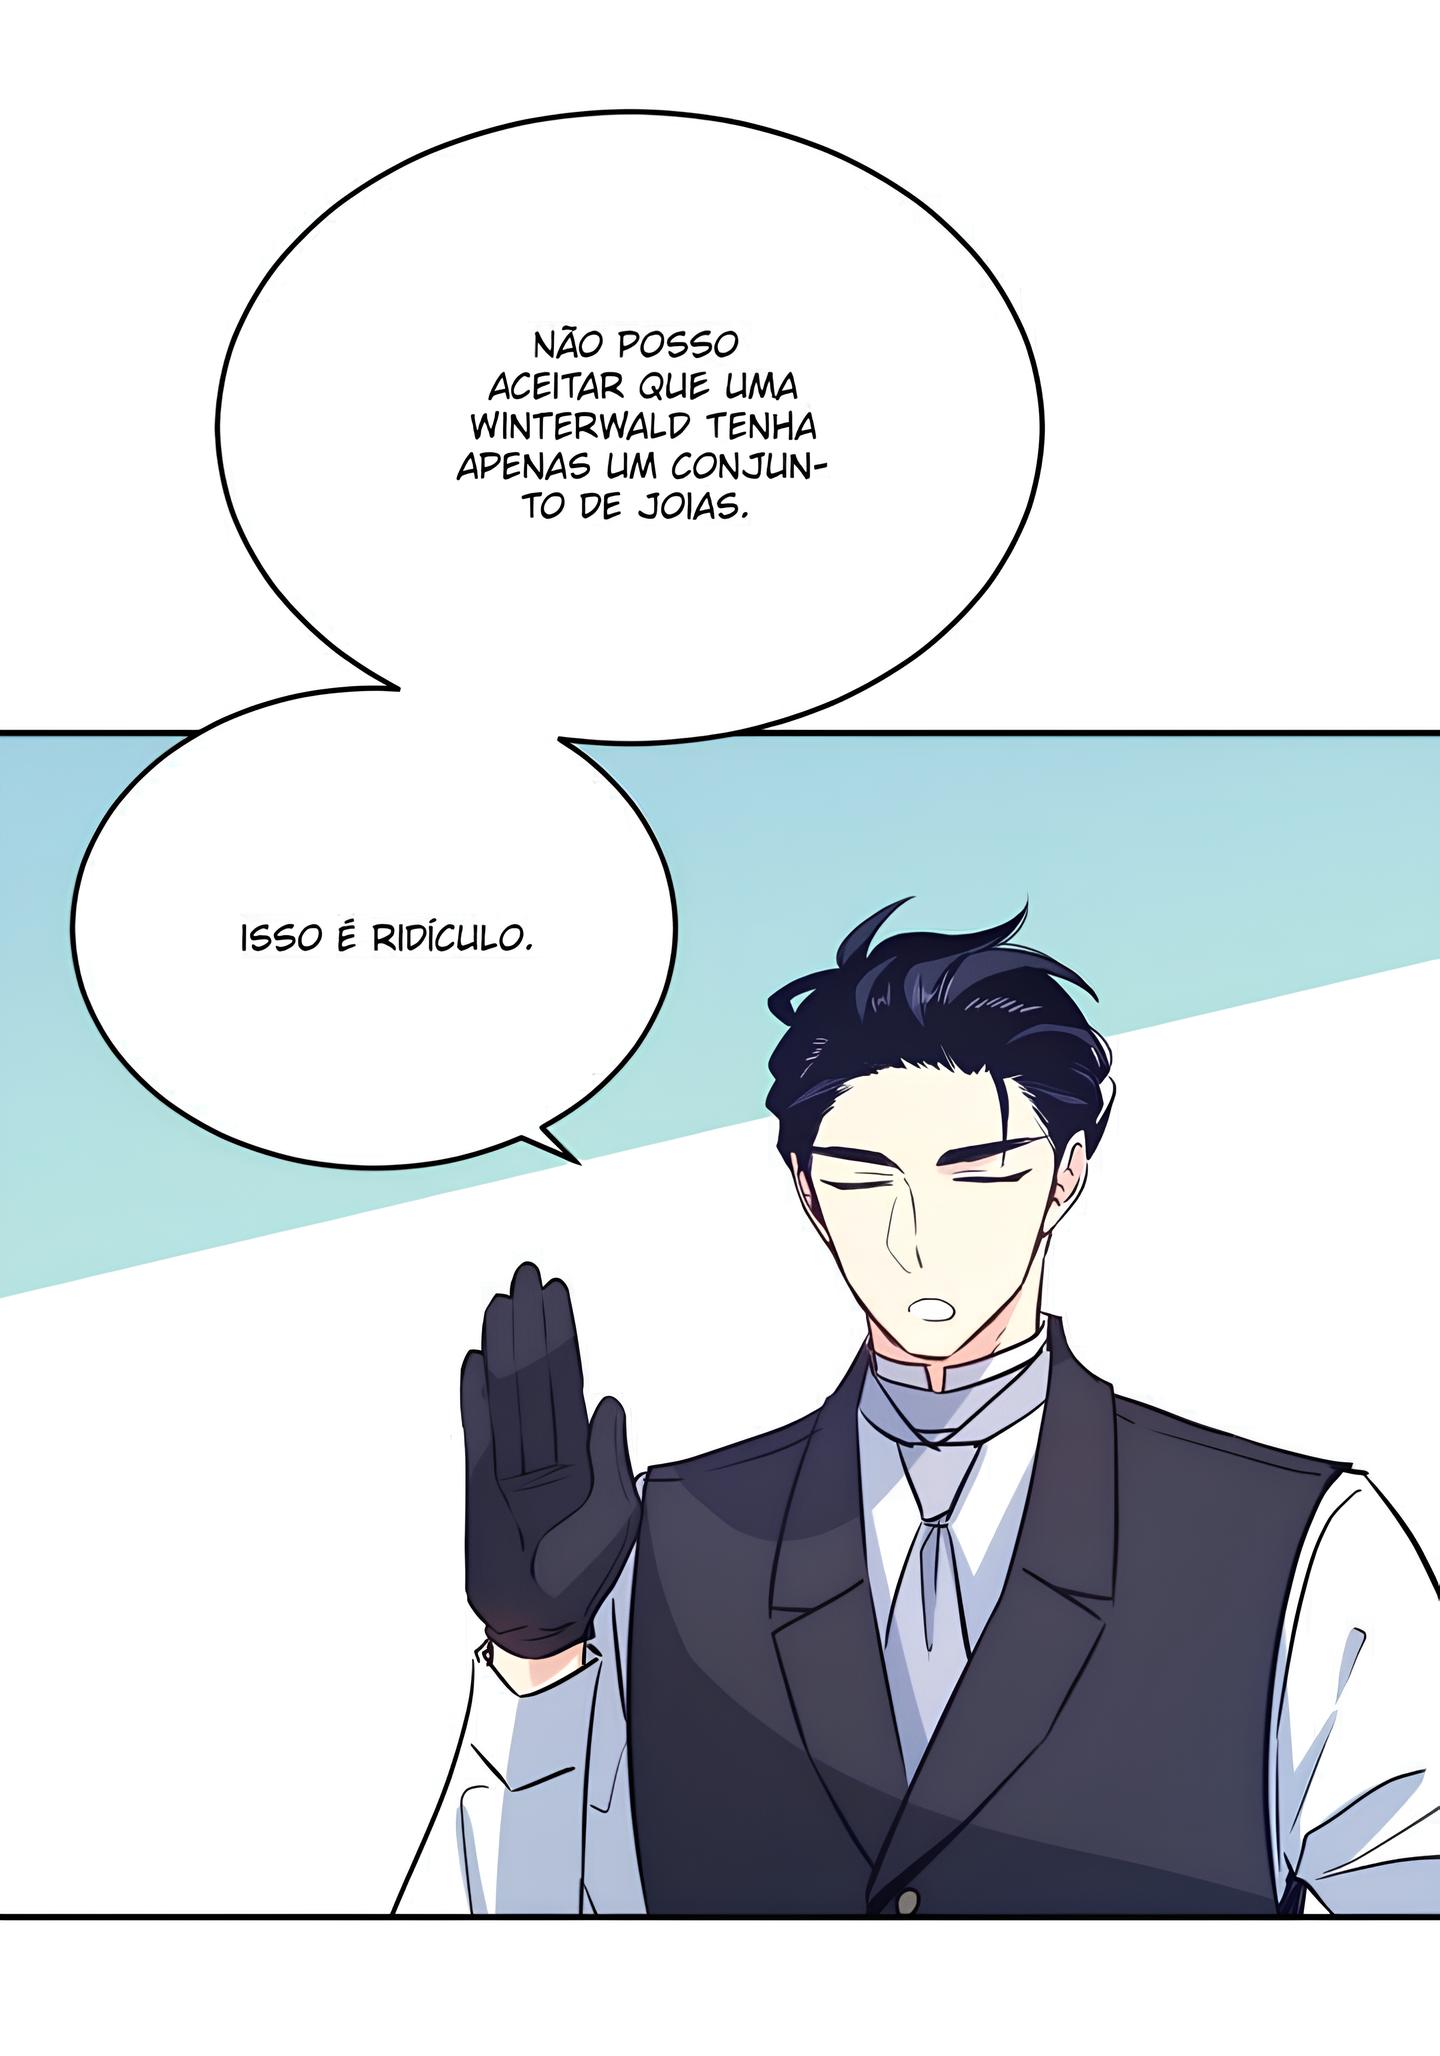 NÃO POSSO
ACEITAR QUE UMA
WINTERWALD TENHA
APENAS UM CONJUN-
TO DE JOIAS.
ISSO É RIDÍCULO.